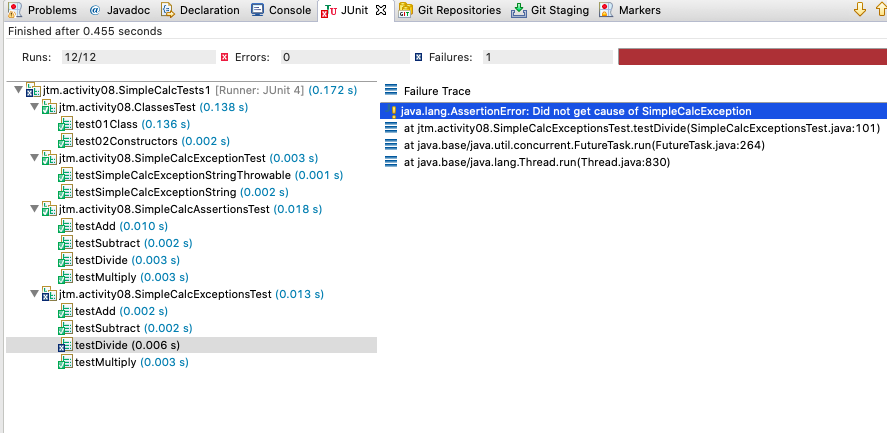 Problems @ Javadoc Declaration Console JUnit Git Repositories Git Staging Markers
Finished after 0.455 seconds
Runs: 12/12 Errors: 0 Failures: 1
jtm.activity08.SimpleCalcTests1 [Runner: JUnit 4] (0.172 s)
jtm.activity08.ClassesTest (0.138 s)
test01Class (0.136 s)
test02Constructors (0.002 s)
jtm.activity08.SimpleCalcExceptionTest (0.003 s)
testSimpleCalcExceptionStringThrowable (0.001 s)
testSimpleCalcExceptionString (0.002 s)
jtm.activity08.SimpleCalcAssertionsTest (0.018 s)
testAdd (0.010 s)
testSubtract (0.002 s)
testDivide (0.003 s)
testMultiply (0.003 s)
jtm.activity08.SimpleCalcExceptionsTest (0.013 s)
testAdd (0.002 s)
testSubtract (0.002 s)
testDivide (0.006 s)
testMultiply (0.003 s)
Failure Trace
java.lang.AssertionError: Did not get cause of SimpleCalcException
at jtm.activity08.SimpleCalcExceptionsTest.testDivide(SimpleCalcExceptionsTest.java:101)
at java.base/java.util.concurrent.FutureTask.run(FutureTask.java:264)
at java.base/java.lang.Thread.run(Thread.java:830)